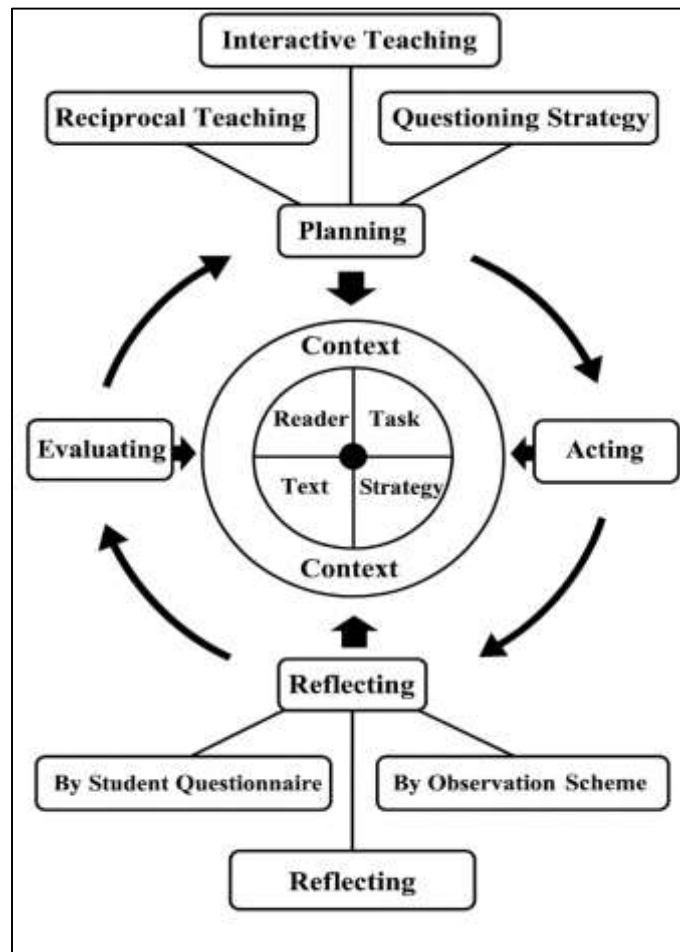 Interactive Teaching
Reciprocal Teaching
Questioning Strategy
Planning
Context
Reader
Task
Evaluating
Acting
Text
Strategy
Context
Reflecting
By Student Questionnaire
By Observation Scheme
Reflecting